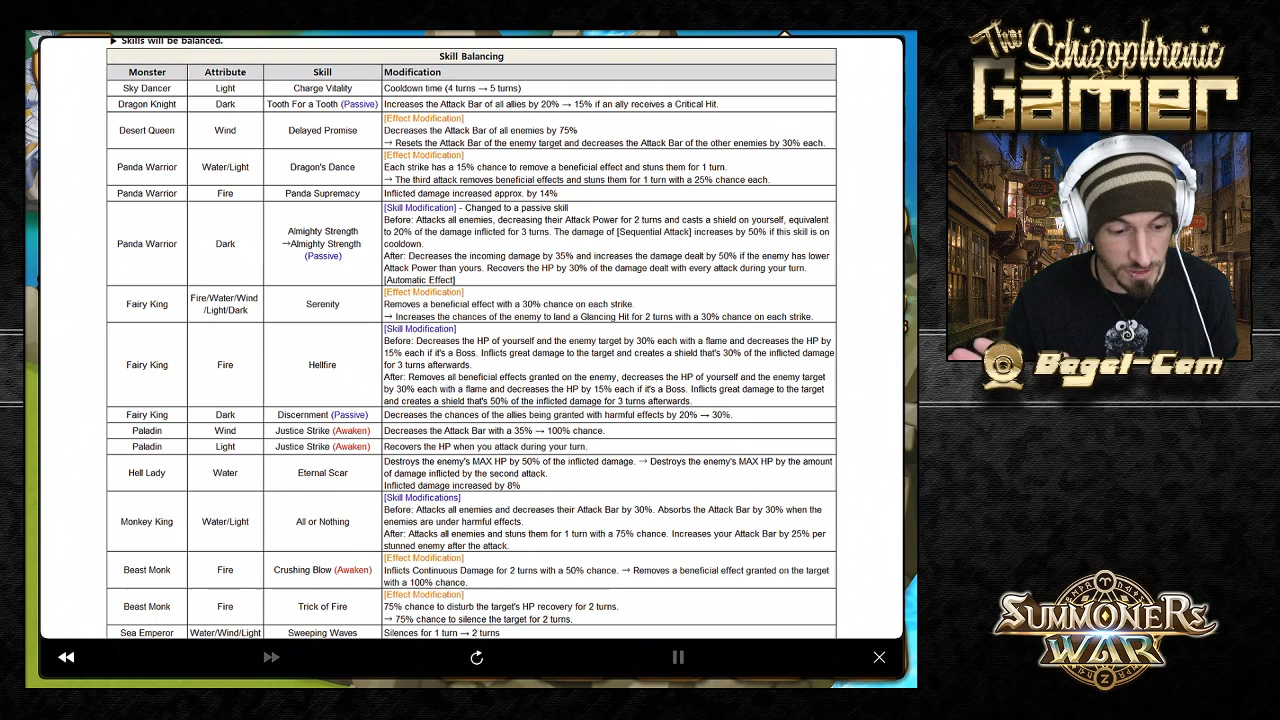 ▶ Skills will be balanced.
Skill Balancing
Monster Attribute Skill Modification
Sky Dancer Light Charge Vitality Cooldown time (4 turns → 5 turns)
Dragon Knight Dark Tooth For a Tooth (Passive) Increases the Attack Bar of all allies by 20% → 15% if an ally receives a Critical Hit.
Desert Queen Wind Delayed Promise [Effect Modification]
Decreases the Attack Bar of all enemies by 75%
→ Resets the Attack Bar of the enemy target and decreases the Attack Bar of the other enemies by 30% each.
Panda Warrior Water/Light Dragon's Dance [Effect Modification]
Each strike has a 15% chance to remove a beneficial effect and stuns them for 1 turn.
→ The third attack removes beneficial effects and stuns them for 1 turn with a 25% chance each.
Panda Warrior Fire Panda Supremacy Inflicted damage increased approx. by 14%
Panda Warrior Dark Almighty Strength
→Almighty Strength
(Passive)
[Skill Modification] - Changed to a passive skill
Before: Attacks all enemies, decreasing their Attack Power for 2 turns and casts a shield on yourself, equivalent
to 20% of the damage inflicted for 3 turns. The damage of [Sequential Attack] increases by 50% if this skill is on
cooldown.
After: Decreases the incoming damage by 35% and increases the damage dealt by 50% if the enemy has lower
Attack Power than yours. Recovers the HP by 30% of the damage dealt with every attack during your turn.
[Automatic Effect]
Fairy King Fire/Water/Wind
/Light/Dark Serenity
[Effect Modification]
Removes a beneficial effect with a 30% chance on each strike.
→ Increases the chances of the enemy to land a Glancing Hit for 2 turns with a 30% chance on each strike.
Fairy King Fire Hellfire
[Skill Modification]
Before: Decreases the HP of yourself and the enemy target by 30% each with a flame and decreases the HP by
15% each if it's a Boss. Inflicts great damage to the target and creates a shield that's 30% of the inflicted damage
for 3 turns afterwards.
After: Removes all beneficial effects granted on the enemy, decreases the HP of yourself and the enemy target
by 30% each with a flame and decreases the HP by 15% each if it's a Boss. Inflicts great damage to the target
and creates a shield that's 50% of the inflicted damage for 3 turns afterwards.
Fairy King Dark Discernment (Passive) Decreases the chances of the allies being granted with harmful effects by 20% → 30%.
Paladin Wind Justice Strike (Awaken) Decreases the Attack Bar with a 35% → 100% chance.
Paladin Light Justice Strike (Awaken) Recovers the HP when you attack during your turn.
Hell Lady Water Eternal Scar
Destroys the enemy's MAX HP by 50% of the inflicted damage. → Destroys the enemy's MAX HP by the amount
of damage inflicted by the second attack.
Inflicted damage increased by 8%
Monkey King Water/Light All or Nothing
[Skill Modifications]
Before: Attacks all enemies and decreases their Attack Bar by 30%. Absorbs the Attack Bar by 30% when the
enemies are under harmful effects.
After: Attacks all enemies and stuns them for 1 turn with a 75% chance. Increases your Attack Bar by 25% per
stunned enemy after the attack.
Beast Monk Fire Crushing Blow (Awaken)
[Effect Modification]
Inflicts Continuous Damage for 2 turns with a 50% chance. → Removes a beneficial effect granted on the target
with a 100% chance.
Beast Monk Fire Trick of Fire
[Effect Modification]
75% chance to disturb the target's HP recovery for 2 turns.
→ 75% chance to silence the target for 2 turns.
Sea Emperor Water/Wind/Light Sweeping Waves Silences for 1 turn → 2 turns
The Schizophrenic
Gamer
Bagel-Cam
SUMMONERS
WAR